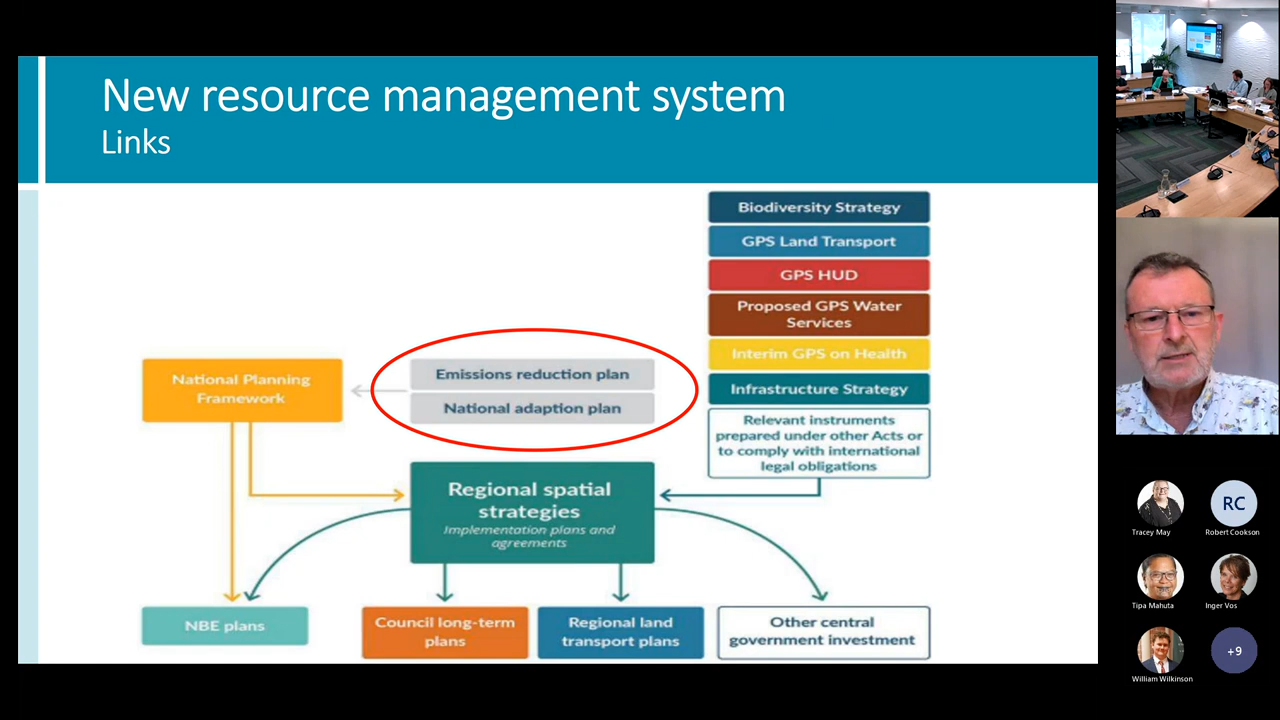 New resource management system
Links
Biodiversity Strategy
GPS Land Transport
GPS HUD
Proposed GPS Water
Services
Interim GPS on Health
Infrastructure Strategy
Relevant instruments
prepared under other Acts or
to comply with international
legal obligations
National Planning
Framework
Emissions reduction plan
National adaption plan
Regional spatial
strategies
Implementation plans and
agreements
NBE plans
Council long-term
plans
Regional land
transport plans
Other central
government investment
RC
Tracey May
Robert Cookson
Tipa Mahuta
Inger Vos
William Wilkinson
+9